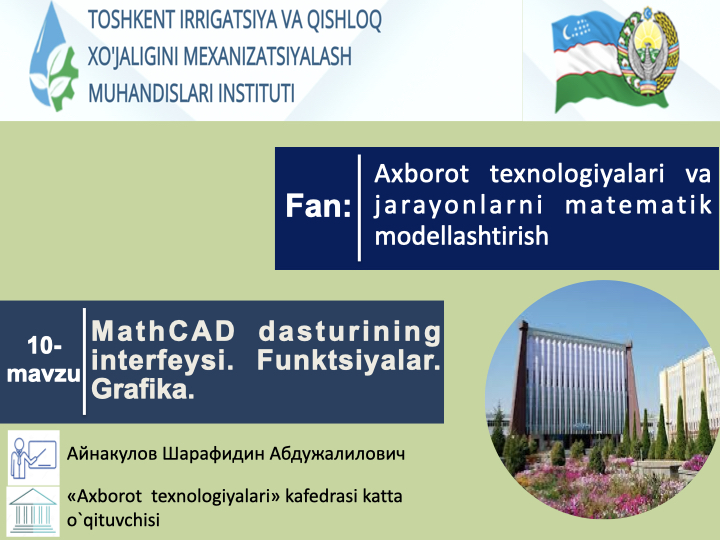 TOSHKENT IRRIGATSIYA VA QISHLOQ
XO'JALIGINI MEXANIZATSIYALASH
MUHANDISLARI INSTITUTI
Fan:
Axborot texnologiyalari va
jarayonlarni matematik
modellashtirish
10-
mavzu
MathCAD dasturining
interfeysi. Funktsiyalar.
Grafika.
Айнакулов Шарафидин Абдужалилович
«Axborot texnologiyalari» kafedrasi katta
o`qituvchisi